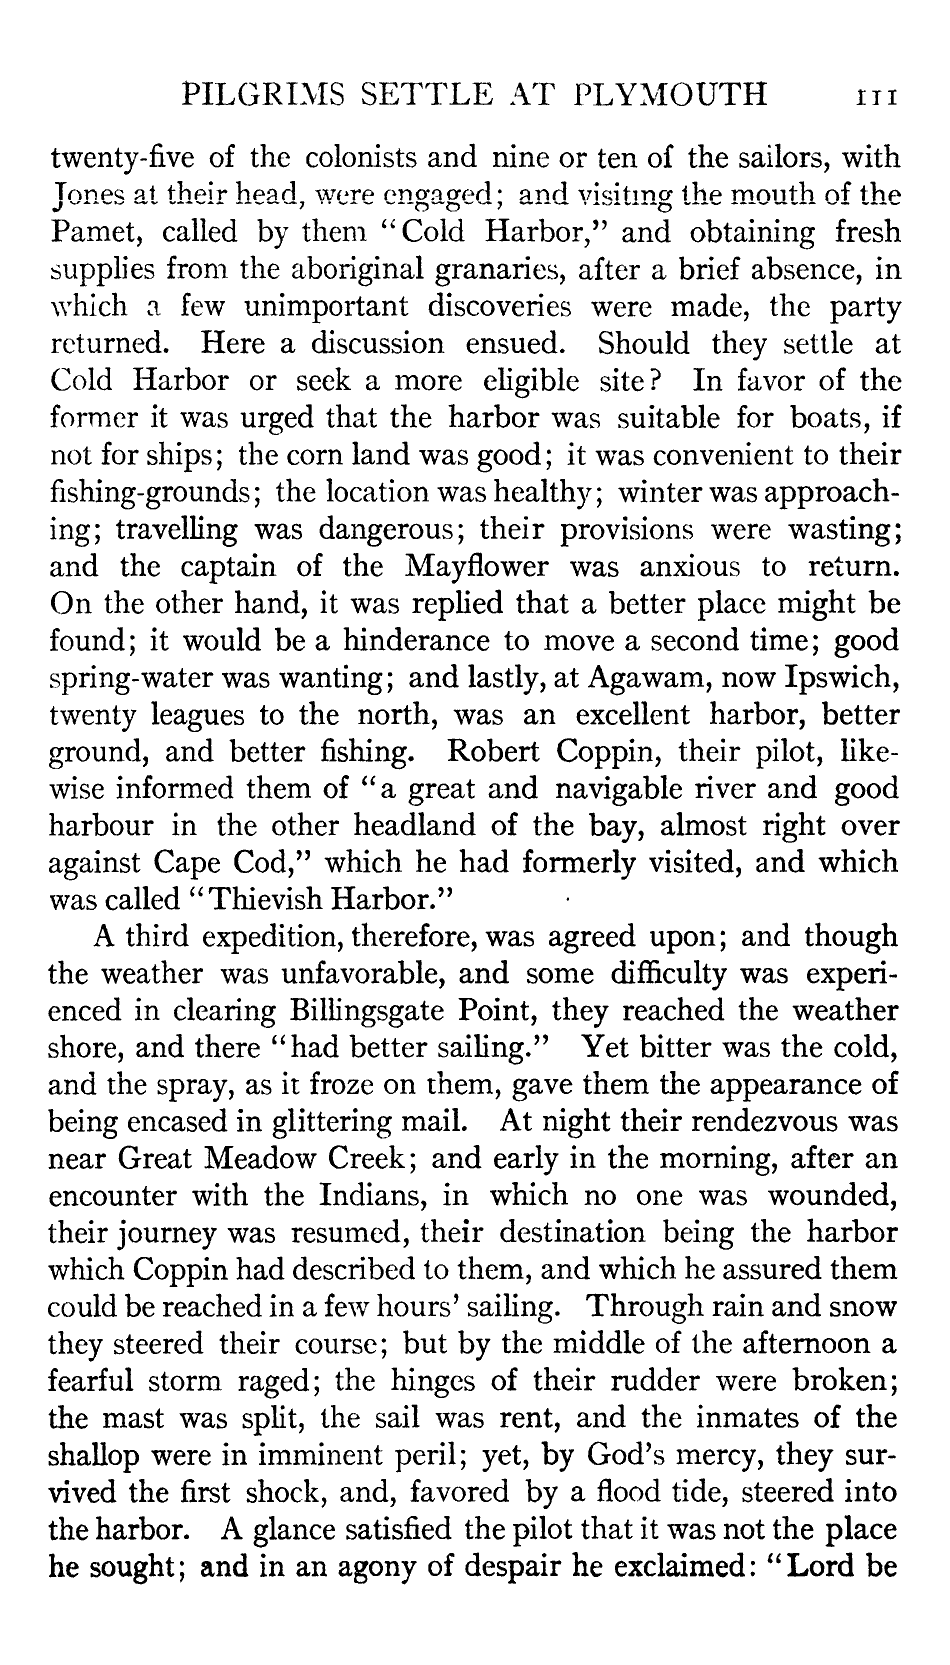 PILGRIMS SETTLE AT PLYMOUTH 111
twenty-five of the colonists and nine or ten of the sailors, with
Jones at their head, were engaged; and visiting the mouth of the
Pamet, called by them "Cold Harbor," and obtaining fresh
supplies from the aboriginal granaries, after a brief absence, in
which a few unimportant discoveries were made, the party
returned. Here a discussion ensued. Should they settle at
Cold Harbor or seek a more eligible site? In favor of the
former it was urged that the harbor was suitable for boats, if
not for ships; the corn land was good; it was convenient to their
fishing-grounds; the location was healthy; winter was approach-
ing; travelling was dangerous; their provisions were wasting;
and the captain of the Mayflower was anxious to return.
On the other hand, it was replied that a better place might be
found; it would be a hinderance to move a second time; good
spring-water was wanting; and lastly, at Agawam, now Ipswich,
twenty leagues to the north, was an excellent harbor, better
ground, and better fishing. Robert Coppin, their pilot, like-
wise informed them of "a great and navigable river and good
harbour in the other headland of the bay, almost right over
against Cape Cod," which he had formerly visited, and which
was called "Thievish Harbor."
A third expedition, therefore, was agreed upon; and though
the weather was unfavorable, and some difficulty was experi-
enced in clearing Billingsgate Point, they reached the weather
shore, and there "had better sailing." Yet bitter was the cold,
and the spray, as it froze on them, gave them the appearance of
being encased in glittering mail. At night their rendezvous was
near Great Meadow Creek; and early in the morning, after an
encounter with the Indians, in which no one was wounded,
their journey was resumed, their destination being the harbor
which Coppin had described to them, and which he assured them
could be reached in a few hours' sailing. Through rain and snow
they steered their course; but by the middle of the afternoon a
fearful storm raged; the hinges of their rudder were broken;
the mast was split, the sail was rent, and the inmates of the
shallop were in imminent peril; yet, by God's mercy, they sur-
vived the first shock, and, favored by a flood tide, steered into
the harbor. A glance satisfied the pilot that it was not the place
he sought; and in an agony of despair he exclaimed: "Lord be